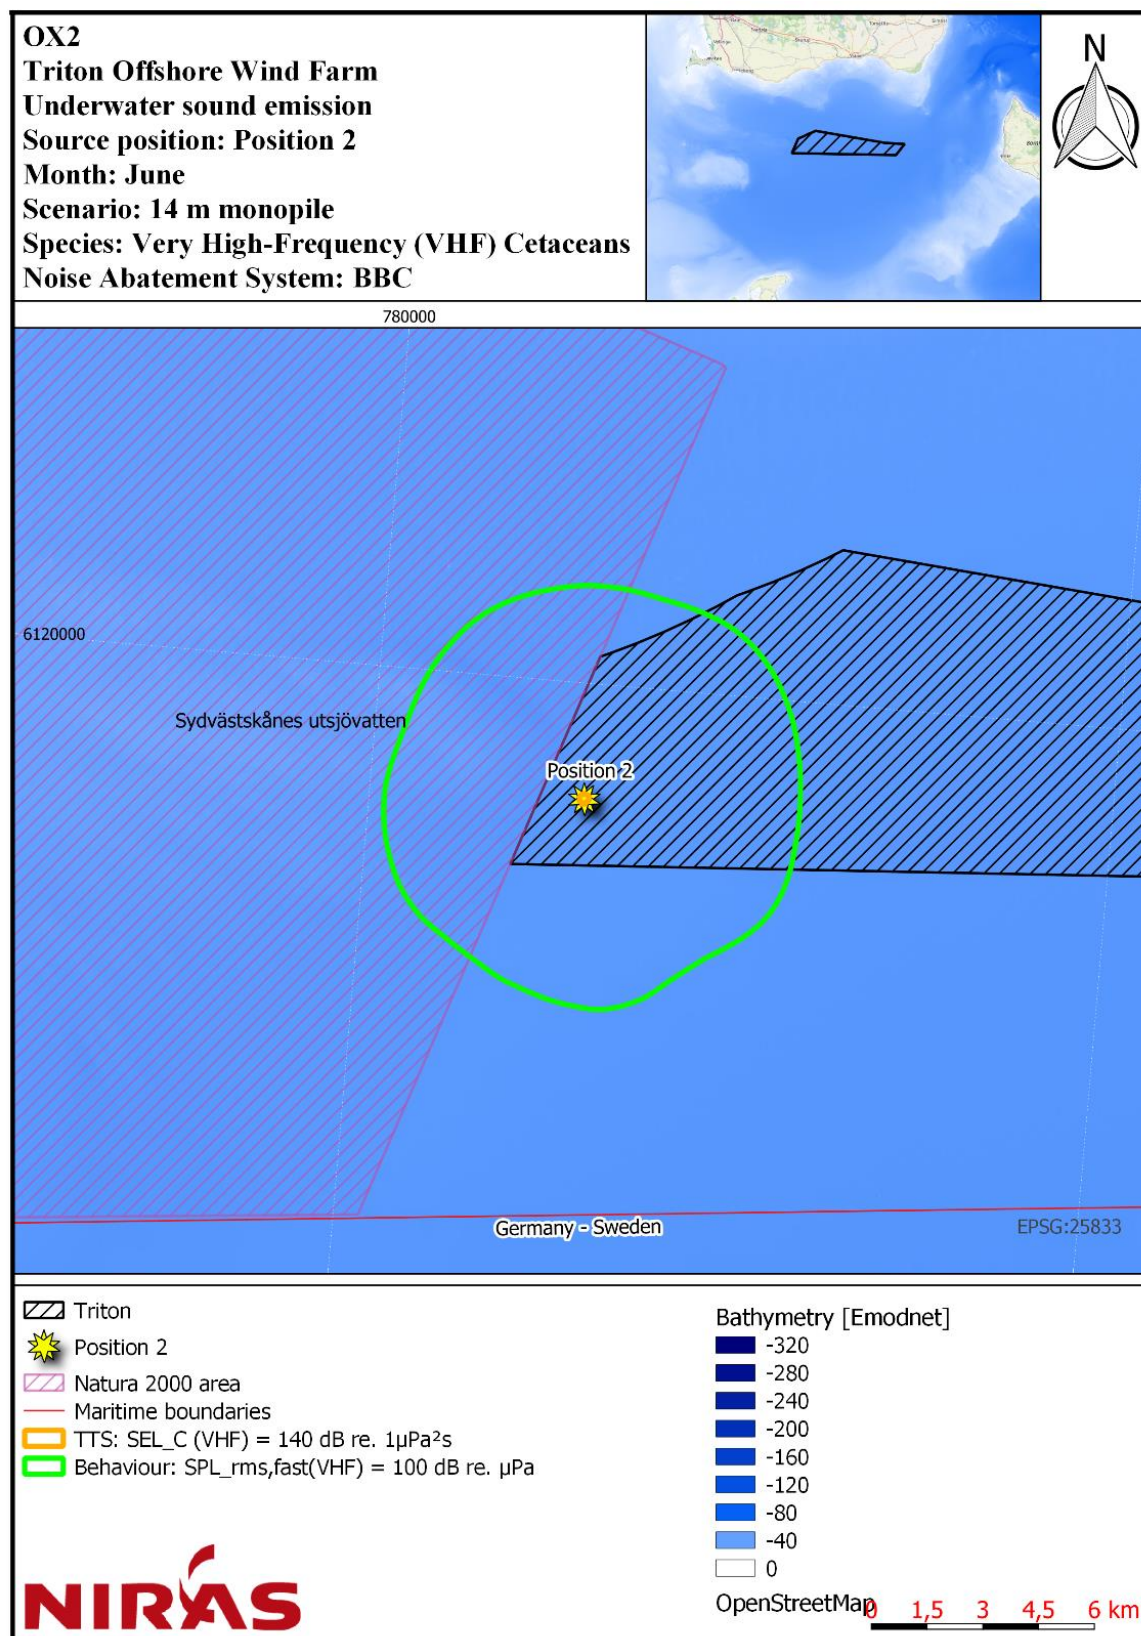 OX2
Triton Offshore Wind Farm
Underwater sound emission
Source position: Position 2
Month: June
Scenario: 14 m monopile
Species: Very High-Frequency (VHF) Cetaceans
Noise Abatement System: BBC
N
780000
6120000
Sydvästskånes utsjövatten
Position 2
Germany - Sweden
EPSG:25833
Triton
Position 2
Natura 2000 area
Maritime boundaries
TTS: SEL_C (VHF) = 140 dB re. 1µPa²s
Behaviour: SPL_rms,fast(VHF) = 100 dB re. µPa
Bathymetry [Emodnet]
-320
-280
-240
-200
-160
-120
-80
-40
0
OpenStreetMap
0 1,5 3 4,5 6 km
NIRAS